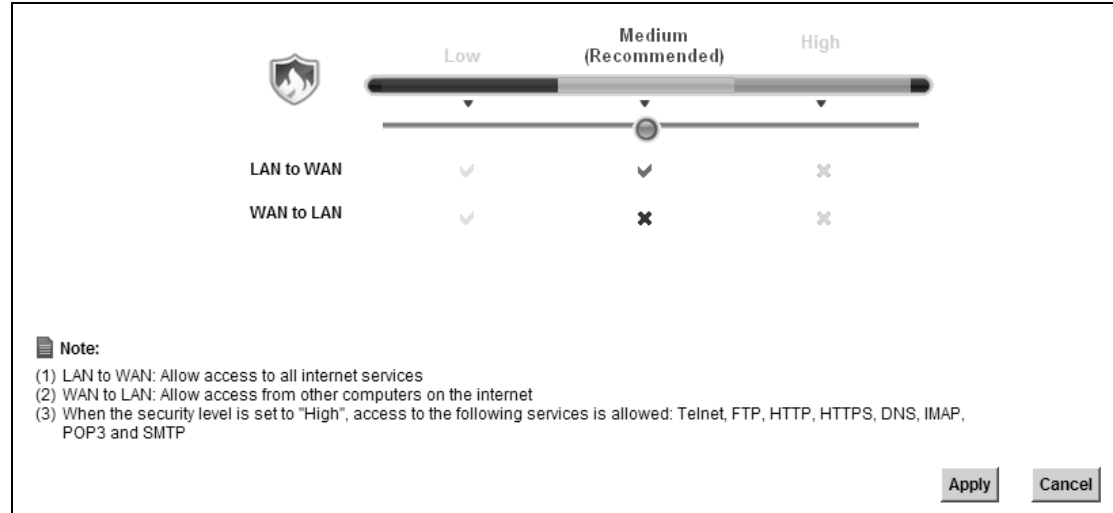 Low
Medium
(Recommended)
High
LAN to WAN
WAN to LAN
Note:
(1) LAN to WAN: Allow access to all internet services
(2) WAN to LAN: Allow access from other computers on the internet
(3) When the security level is set to "High", access to the following services is allowed: Telnet, FTP, HTTP, HTTPS, DNS, IMAP,
POP3 and SMTP
Apply
Cancel